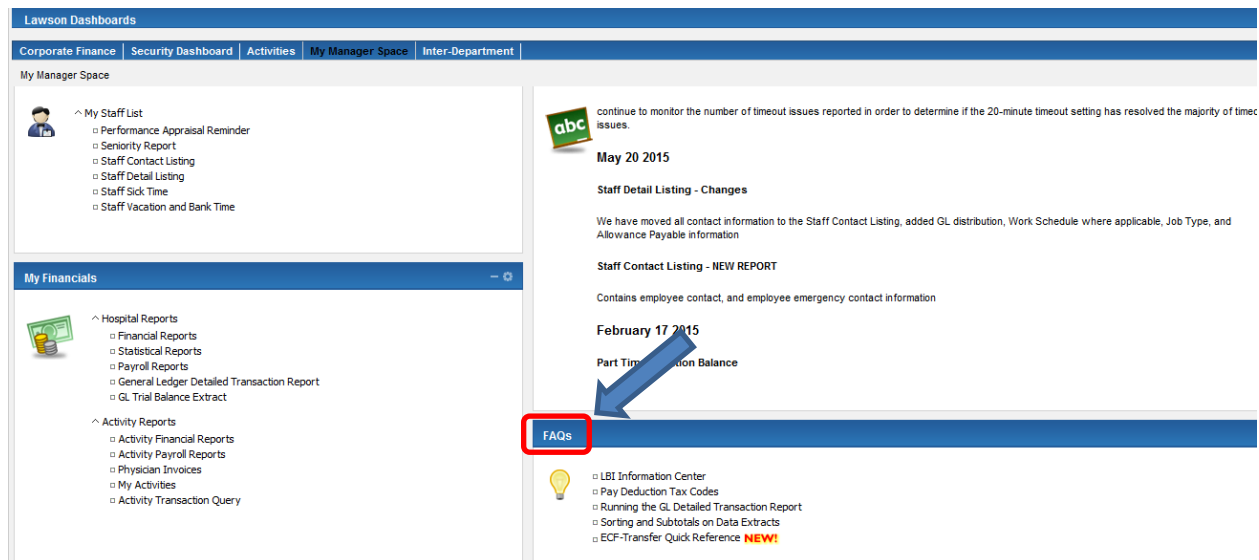 Lawson Dashboards
Corporate Finance Security Dashboard Activities My Manager Space Inter-Department
My Manager Space
My Staff List
Performance Appraisal Reminder
Seniority Report
Staff Contact Listing
Staff Detail Listing
Staff Sick Time
Staff Vacation and Bank Time
My Financials
Hospital Reports
Financial Reports
Statistical Reports
Payroll Reports
General Ledger Detailed Transaction Report
GL Trial Balance Extract
Activity Reports
Activity Financial Reports
Activity Payroll Reports
Physician Invoices
My Activities
Activity Transaction Query
abc
continue to monitor the number of timeout issues reported in order to determine if the 20-minute timeout setting has resolved the majority of
issues.
May 20 2015
Staff Detail Listing - Changes
We have moved all contact information to the Staff Contact Listing, added GL distribution, Work Schedule where applicable, Job Type, and
Allowance Payable information
Staff Contact Listing - NEW REPORT
Contains employee contact, and employee emergency contact information
February 17 2015
Part Balance
FAQs
LBI Information Center
Pay Deduction Tax Codes
Running the GL Detailed Transaction Report
Sorting and Subtotals on Data Extracts
ECF-Transfer Quick Reference NEW!